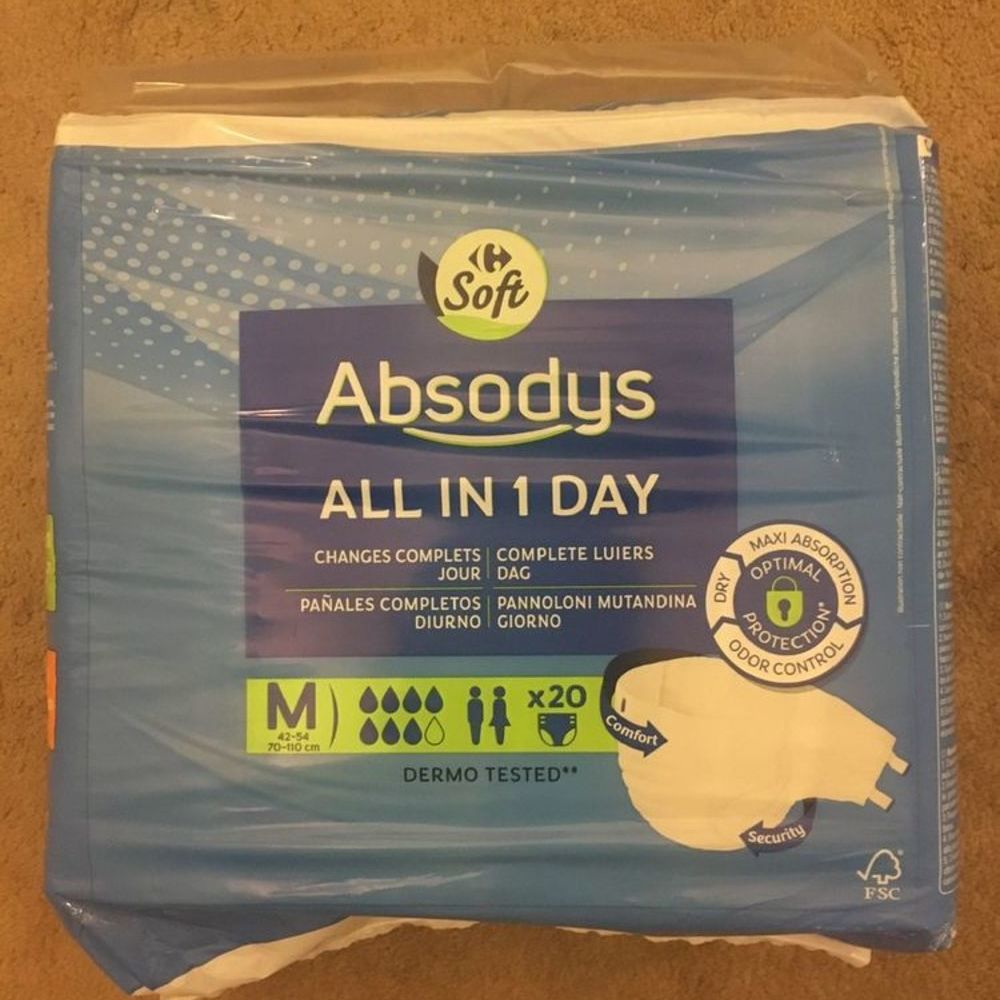 Soft
Absodys
ALL IN 1 DAY
CHANGES COMPLETS
JOUR
COMPLETE LUIERS
DAG
PAÑALES COMPLETOS
DIURNO
PANNOLONI MUTANDINA
GIORNO
MAXI ABSORPTION
DRY
ODOR CONTROL
OPTIMAL
PROTECTION*
M
42-54
70-110 cm
x20
Comfort
Security
DERMO TESTED**
FSC